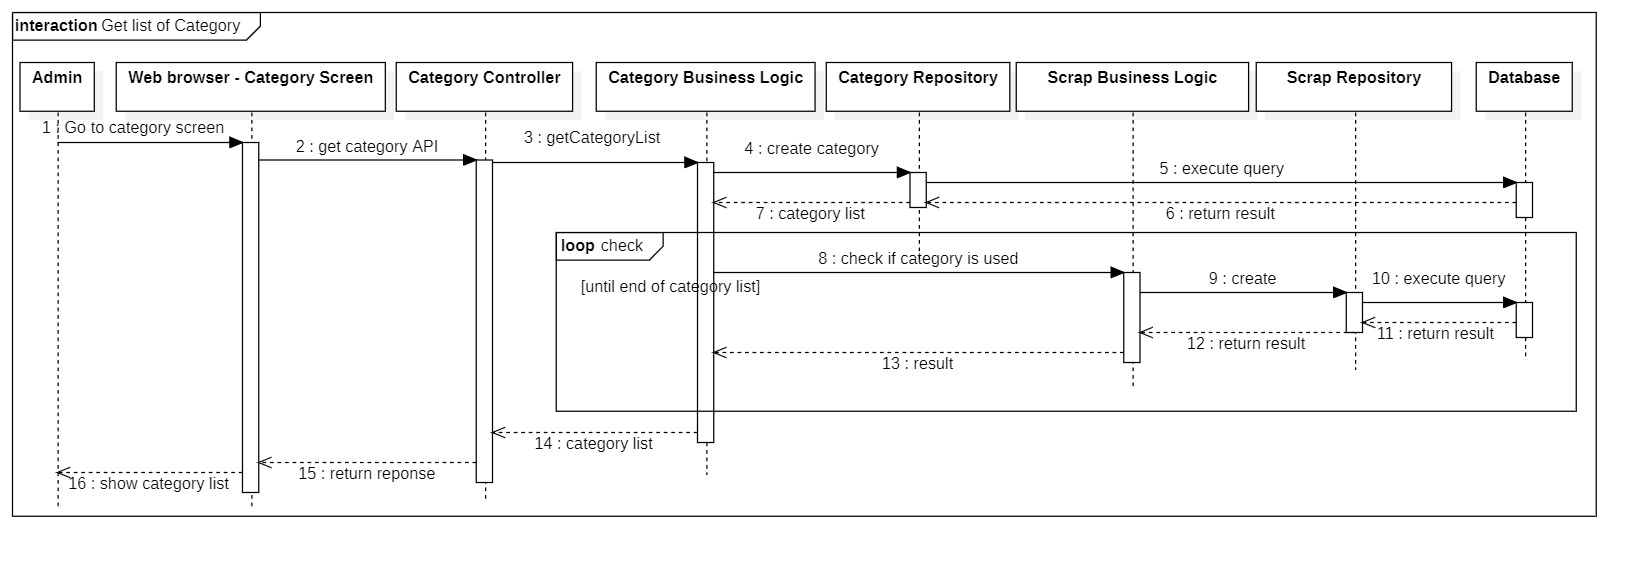 interaction Get list of Category
Admin
Web browser - Category Screen
Category Controller
Category Business Logic
Category Repository
Scrap Business Logic
Scrap Repository
Database
1 : Go to category screen
2 : get category API
3 : getCategoryList
4 : create category
5 : execute query
6 : return result
7 : category list
loop check
[until end of category list]
8 : check if category is used
9 : create
10 : execute query
11 : return result
12 : return result
13 : result
14 : category list
15 : return reponse
16 : show category list